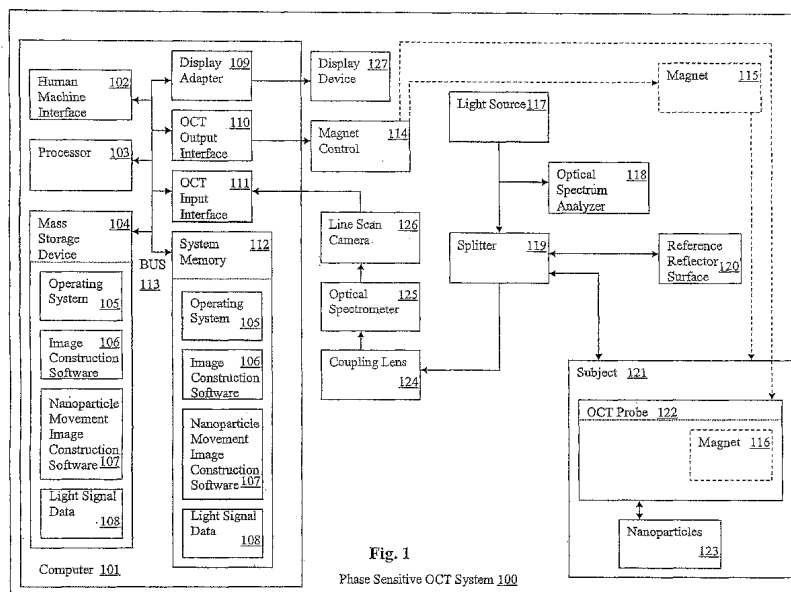 Human
Machine 102
Interface
Processor 103
Mass 104
Storage
Device
Operating
System 105
Image 106
Construction
Software
Nanoparticle
Movement
Image
Construction
Software 107
Light Signal
Data 108
Computer 101
Display 109
Adapter
OCT 110
Output
Interface
OCT 111
Input
Interface
BUS
113
System 112
Memory
Operating
System 105
Image 106
Construction
Software
Nanoparticle
Movement
Image
Construction
Software 107
Light Signal
Data 108
Display
Device 127
Magnet 114
Control
Line Scan 126
Camera
Optical 125
Spectrometer
Coupling Lens
124
Light Source 117
Optical 118
Spectrum
Analyzer
Splitter 119
Reference
Reflector 120
Surface
Magnet 115
Subject 121
OCT Probe 122
Magnet 116
Nanoparticles
123
Fig. 1
Phase Sensitive OCT System 100